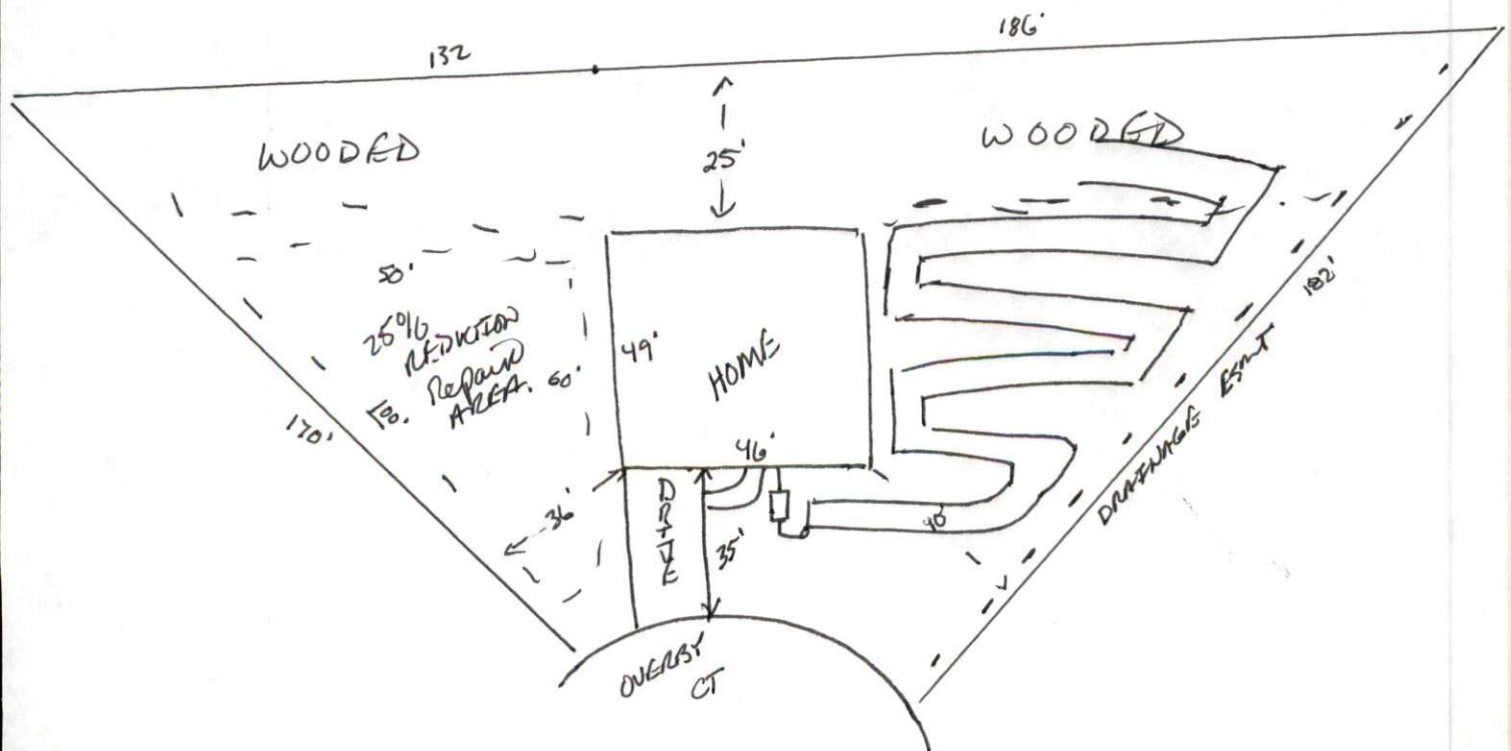 132
186'
WOODED
WOODED
25'
50'
25%
REDUCTION
Repair
AREA.
60'
100.
170'
49'
HOME
46'
182'
DRAINAGE ESMT
36'
DRIVE
35'
40'
OVERBY
CT